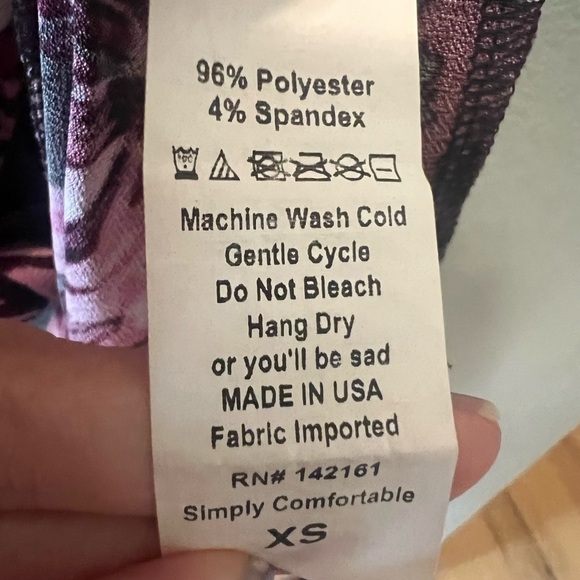 96% Polyester
4% Spandex
Machine Wash Cold
Gentle Cycle
Do Not Bleach
Hang Dry
or you'll be sad
MADE IN USA
Fabric Imported
RN# 142161
Simply Comfortable
XS